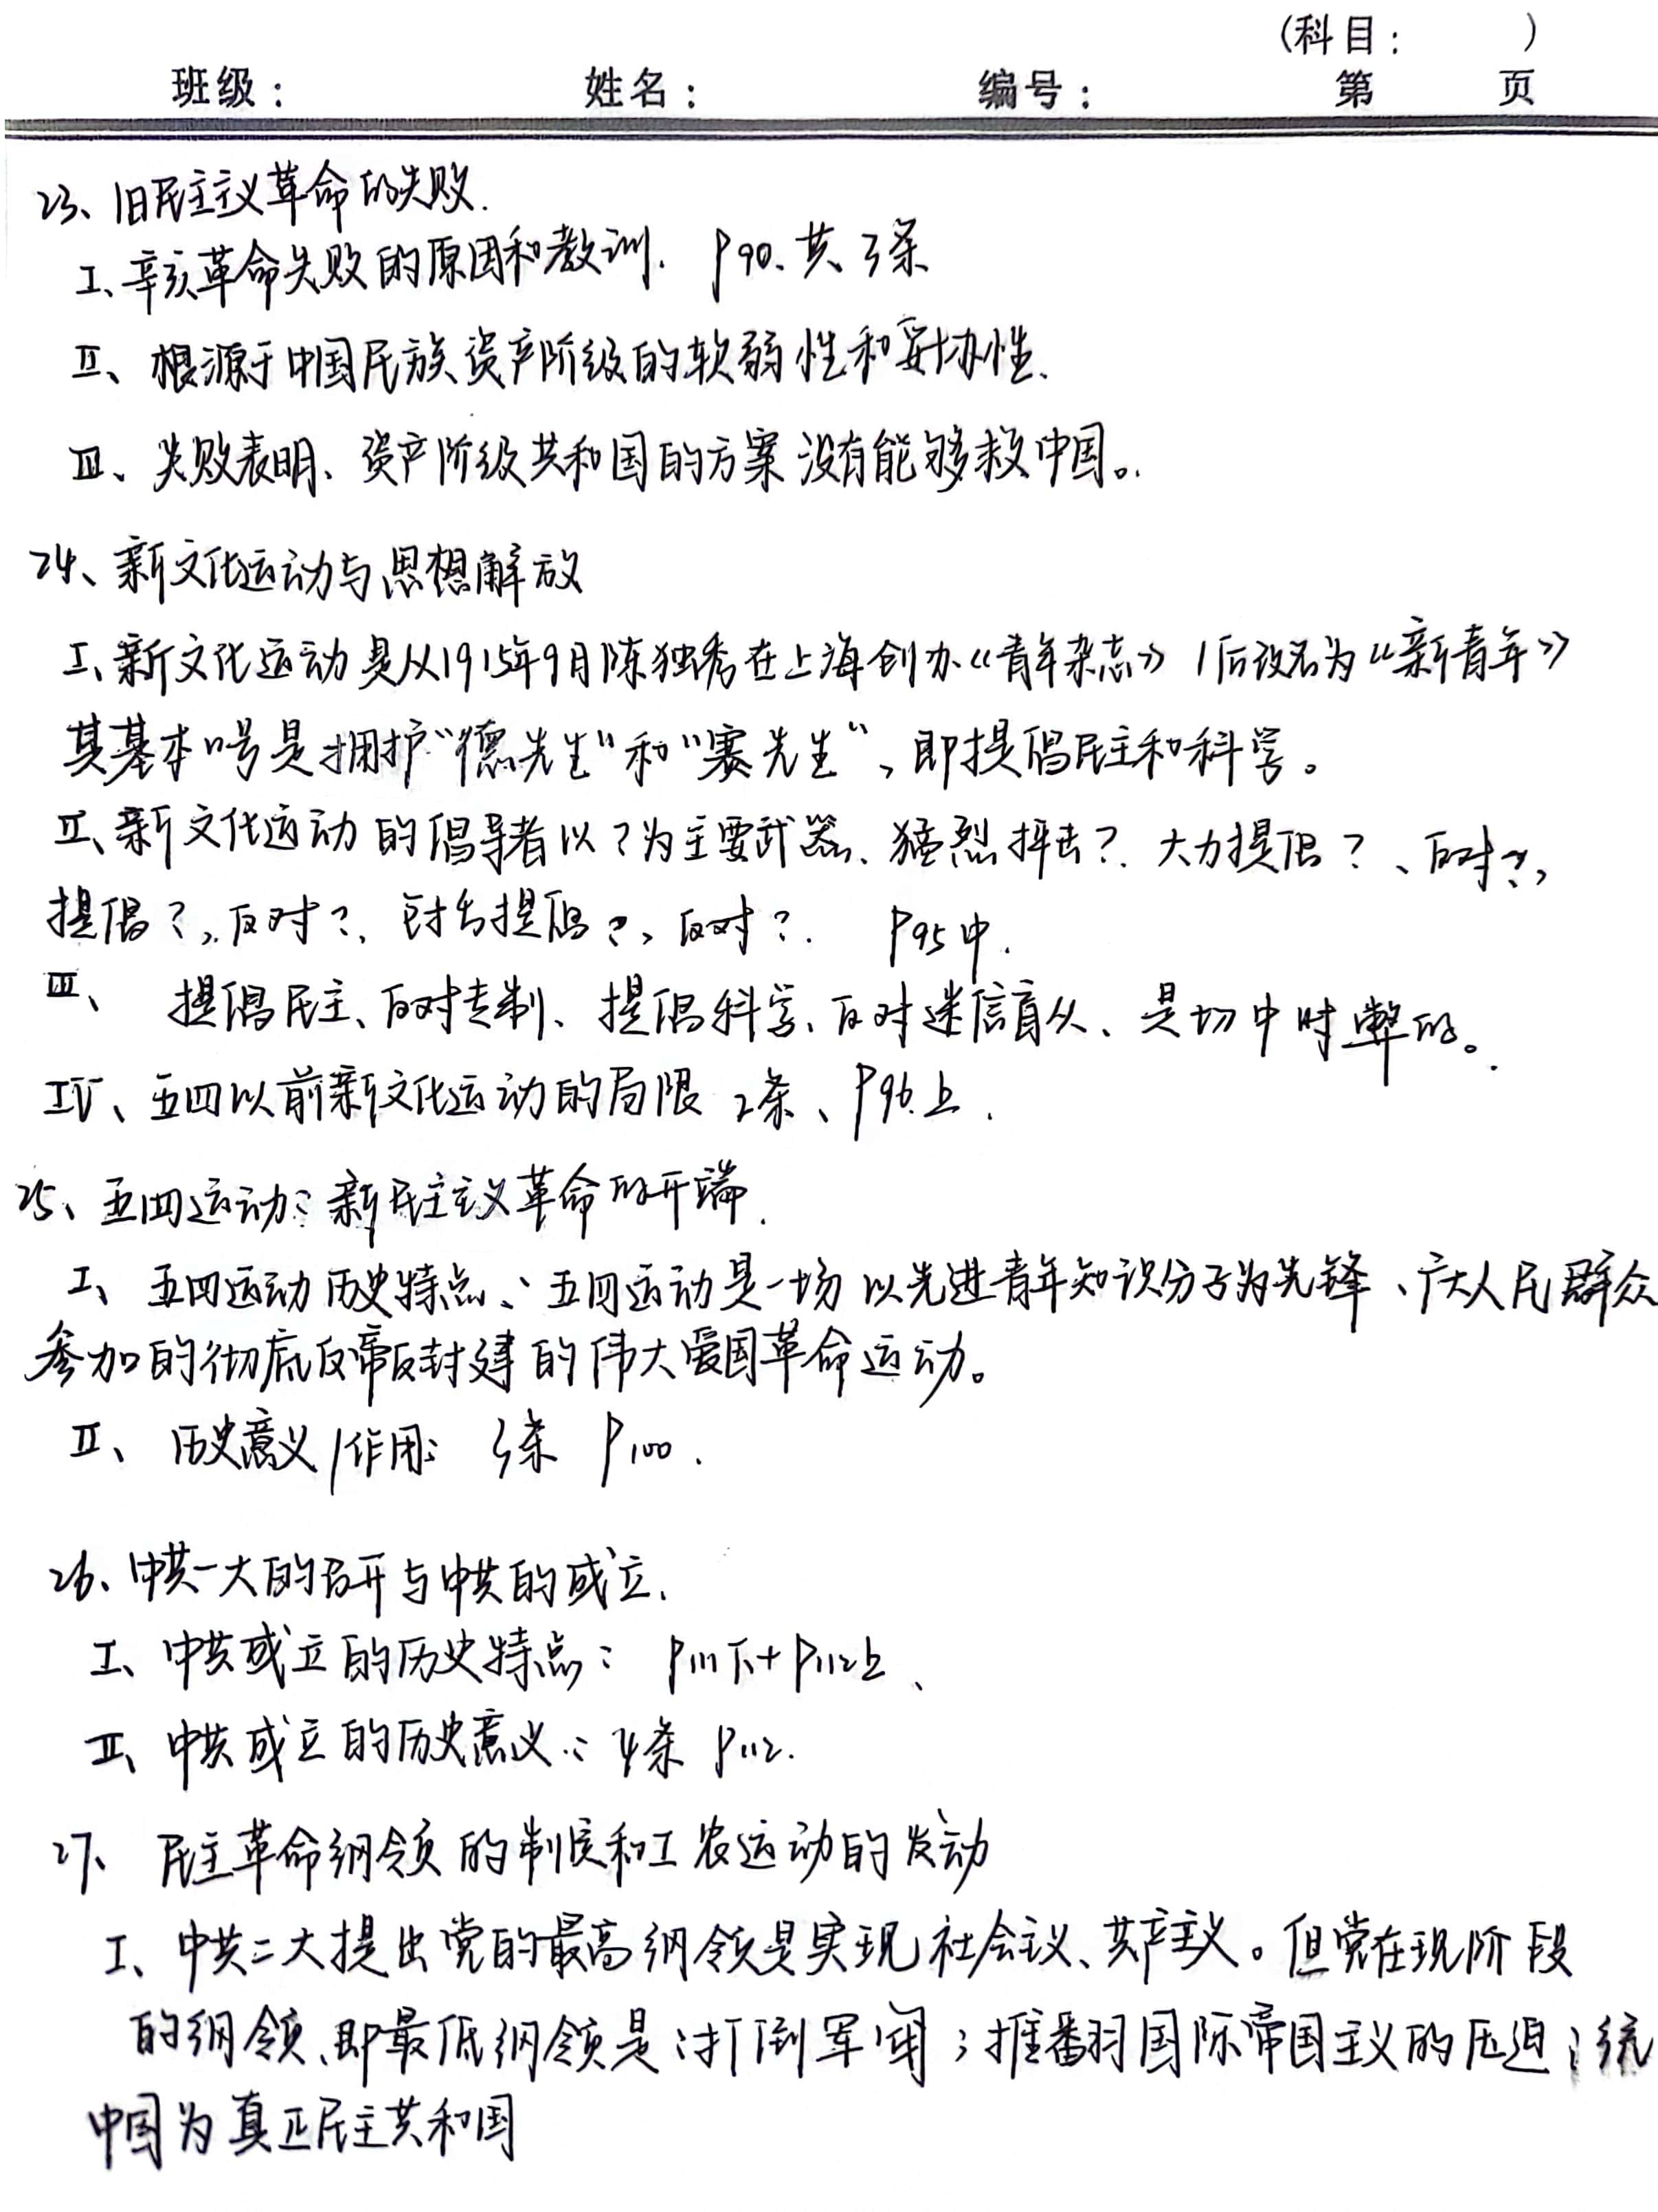 (科目： )
班级： 姓名： 编号： 第 页
23、旧民主主义革命的失败.
I、辛亥革命失败的原因和教训. P90、共3条
II、根源于中国民族资产阶级的软弱性和妥协性.
III、失败表明、资产阶级共和国的方案没有能够救中国。
24、新文化运动与思想解放
I、新文化运动是从1915年9月陈独秀在上海创办《青年杂志》/后改名为《新青年》
其基本口号是拥护“德先生”和“赛先生”，即提倡民主和科学。
II、新文化运动的倡导者以？为主要武器、猛烈抨击？. 大力提倡？、反对？，
提倡？，反对？、 提倡？，反对？. P95中.
III、 提倡民主、反对专制、提倡科学、反对迷信盲从、是切中时弊的。
IV、五四以前新文化运动的局限 2条、P96上.
25、五四运动：新民主主义革命的开端.
I、五四运动历史特点：五四运动是一场以先进青年知识分子为先锋、广大人民群众
参加的彻底反帝反封建的伟大爱国革命运动。
II、历史意义/作用：3条 P100.
26、中共一大的召开与中共的成立.
I、中共成立的历史特点： P111下+P112上、
II、中共成立的历史意义：4条 P112.
27、民主革命纲领的制定和工农运动的发动
I、中共二大提出党的最高纲领是实现社会主义、共产主义。但党在现阶段
的纲领、即最低纲领是：打倒军阀；推翻国际帝国主义的压迫；统
中国为真正民主共和国